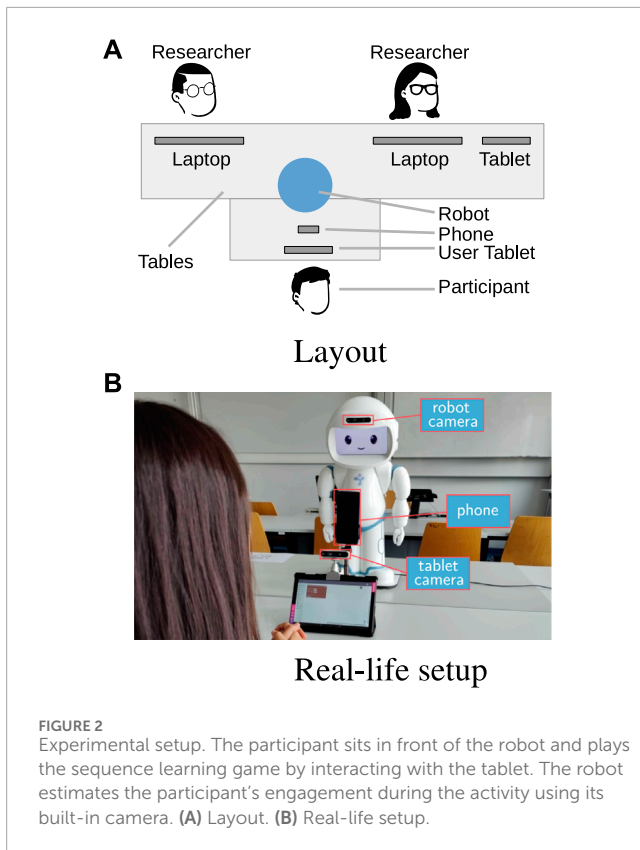 A
Researcher
Researcher
Laptop
Laptop
Tablet
Robot
Phone
User Tablet
Tables
Participant
Layout
B
robot
camera
phone
tablet
camera
Real-life setup
FIGURE 2
Experimental setup. The participant sits in front of the robot and plays
the sequence learning game by interacting with the tablet. The robot
estimates the participant's engagement during the activity using its
built-in camera. (A) Layout. (B) Real-life setup.